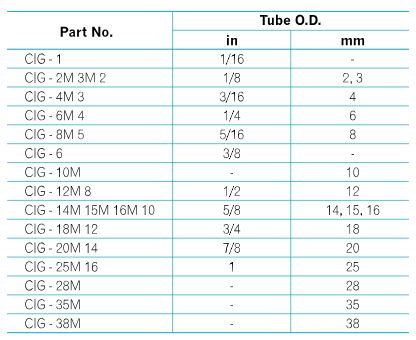 Part No. Tube O.D.
in mm
CIG - 1 1/16 -
CIG - 2M 3M 2 1/8 2, 3
CIG - 4M 3 3/16 4
CIG - 6M 4 1/4 6
CIG - 8M 5 5/16 8
CIG - 6 3/8 -
CIG - 10M - 10
CIG - 12M 8 1/2 12
CIG - 14M 15M 16M 10 5/8 14, 15, 16
CIG - 18M 12 3/4 18
CIG - 20M 14 7/8 20
CIG - 25M 16 1 25
CIG - 28M - 28
CIG - 35M - 35
CIG - 38M - 38